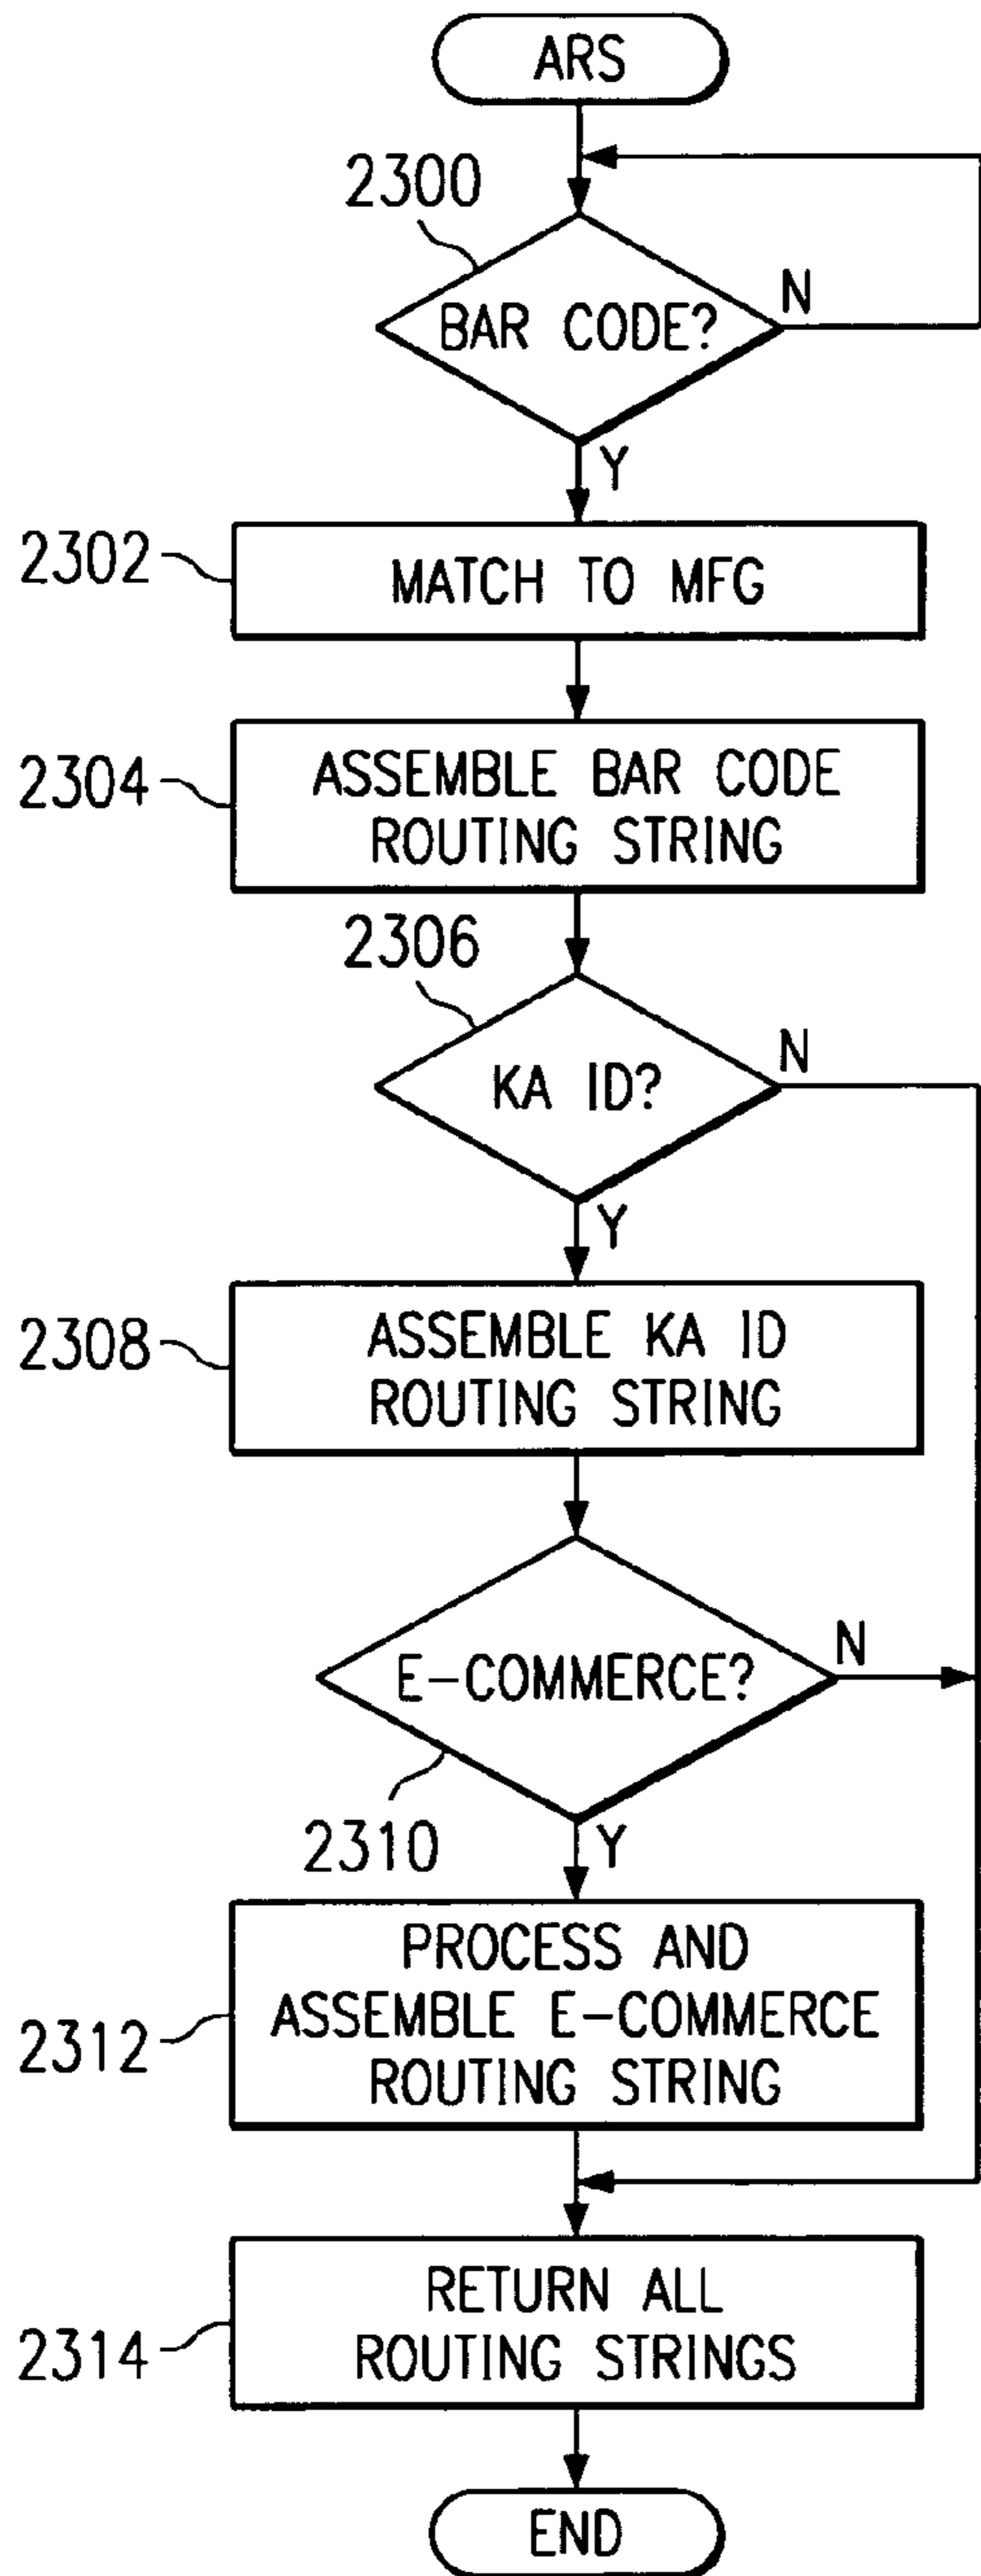 ARS
2300
BAR CODE?
N
Y
2302
MATCH TO MFG
2304
ASSEMBLE BAR CODE
ROUTING STRING
2306
KA ID?
N
Y
2308
ASSEMBLE KA ID
ROUTING STRING
E-COMMERCE?
N
2310
Y
2312
PROCESS AND
ASSEMBLE E-COMMERCE
ROUTING STRING
2314
RETURN ALL
ROUTING STRINGS
END